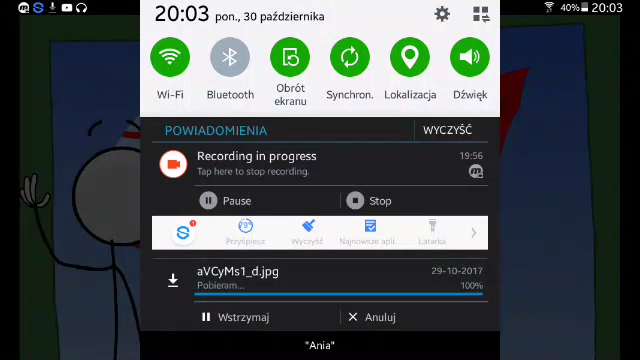 40% 20:03
20:03 pon., 30 października
Wi-Fi Bluetooth Obrót ekranu Synchron. Lokalizacja Dźwięk
POWIADOMIENIA WYCZYŚĆ
Recording in progress 19:56
Tap here to stop recording.
Pause Stop
Przyśpiesz Wyczyść Najnowsze apli... Latarka
aVCyMs1_d.jpg 29-10-2017
Pobieram... 100%
Wstrzymaj Anuluj
"Ania"